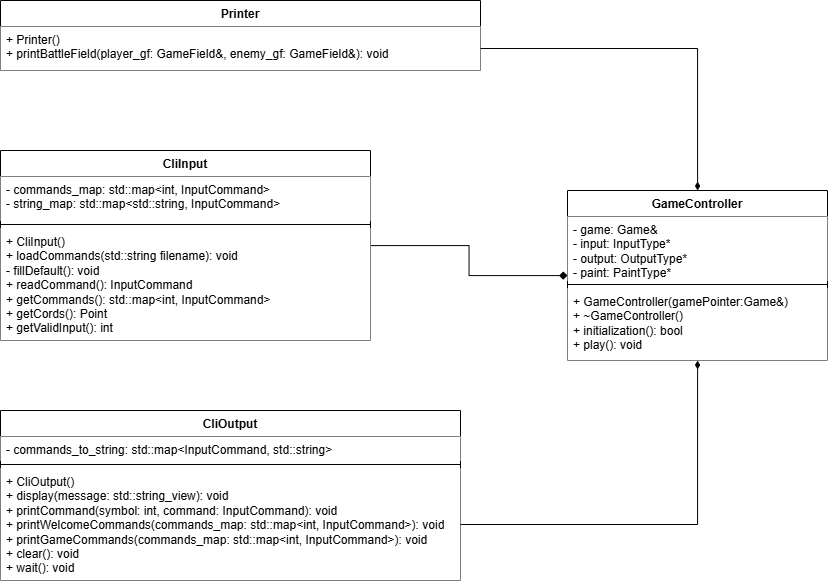 Printer
+ Printer()
+ printBattleField(player_gf: GameField&, enemy_gf: GameField&): void
CliInput
- commands_map: std::map<int, InputCommand>
- string_map: std::map<std::string, InputCommand>
+ CliInput()
+ loadCommands(std::string filename): void
- fillDefault(): void
+ readCommand(): InputCommand
+ getCommands(): std::map<int, InputCommand>
+ getCords(): Point
+ getValidInput(): int
GameController
- game: Game&
- input: InputType*
- output: OutputType*
- paint: PaintType*
+ GameController(gamePointer:Game&)
+ ~GameController()
+ initialization(): bool
+ play(): void
CliOutput
- commands_to_string: std::map<InputCommand, std::string>
+ CliOutput()
+ display(message: std::string_view): void
+ printCommand(symbol: int, command: InputCommand): void
+ printWelcomeCommands(commands_map: std::map<int, InputCommand>): void
+ printGameCommands(commands_map: std::map<int, InputCommand>): void
+ clear(): void
+ wait(): void